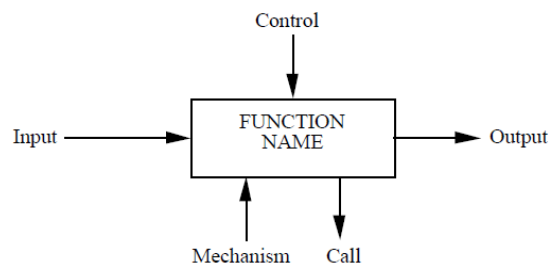 Control
FUNCTION
NAME
Input
Output
Mechanism
Call